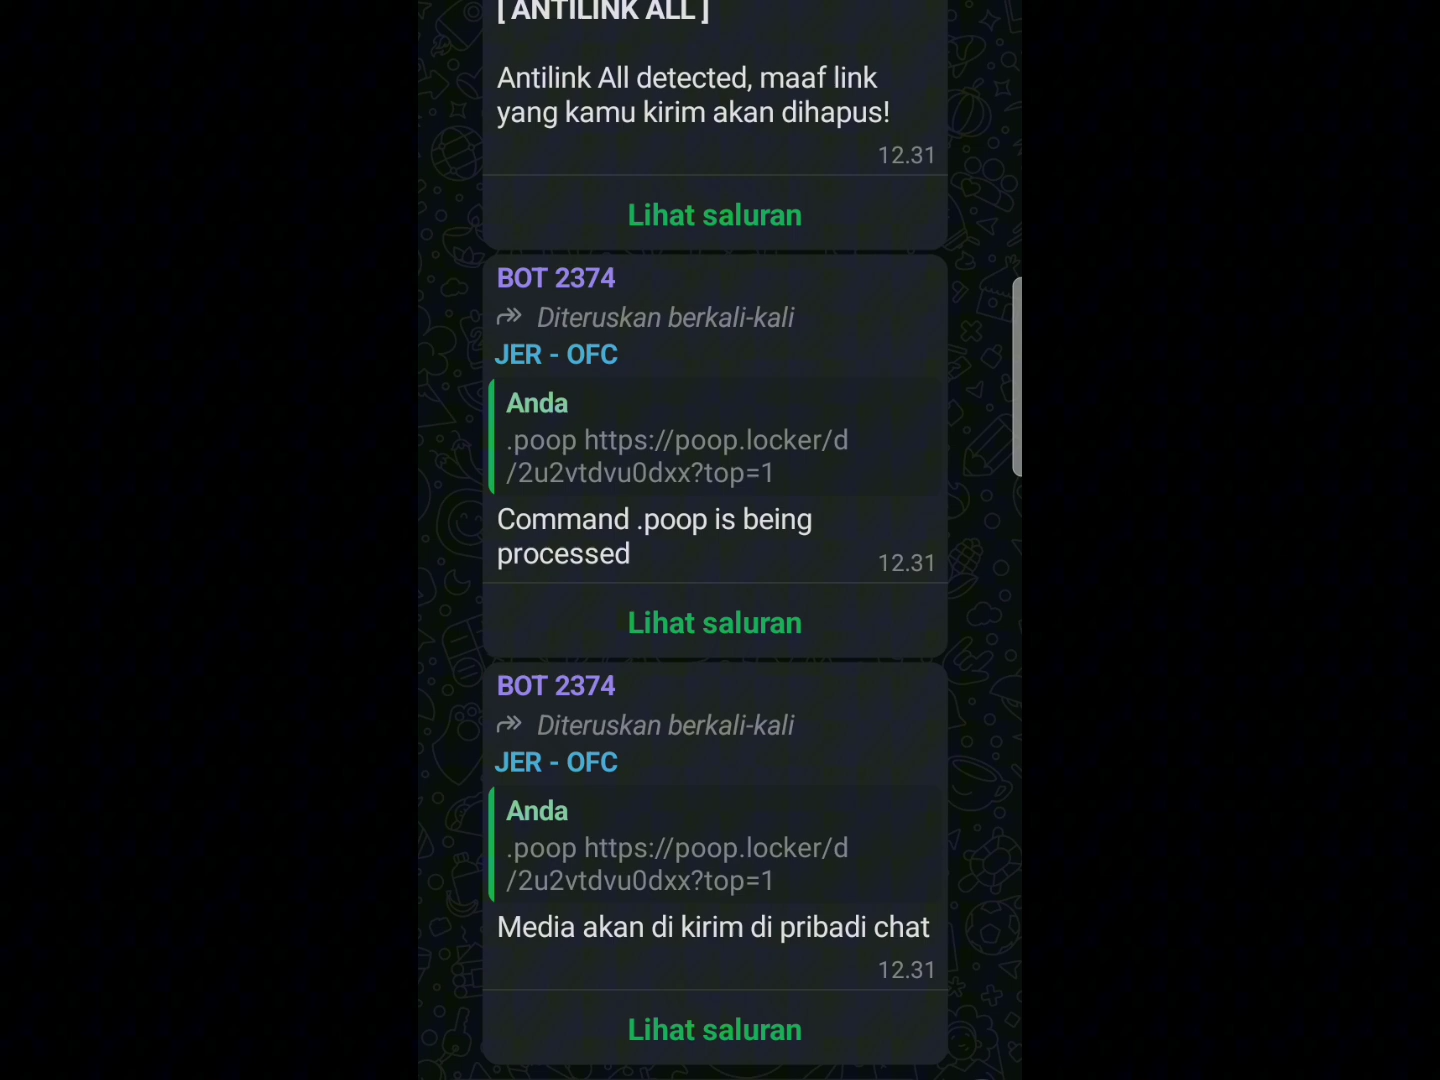 [ ANTILINK ALL ]
Antilink All detected, maaf link
yang kamu kirim akan dihapus!
12.31
Lihat saluran
BOT 2374
Diteruskan berkali-kali
JER - OFC
Anda
.poop https://poop.locker/d
/2u2vtdvu0dxx?top=1
Command .poop is being
processed
12.31
Lihat saluran
BOT 2374
Diteruskan berkali-kali
JER - OFC
Anda
.poop https://poop.locker/d
/2u2vtdvu0dxx?top=1
Media akan di kirim di pribadi chat
12.31
Lihat saluran